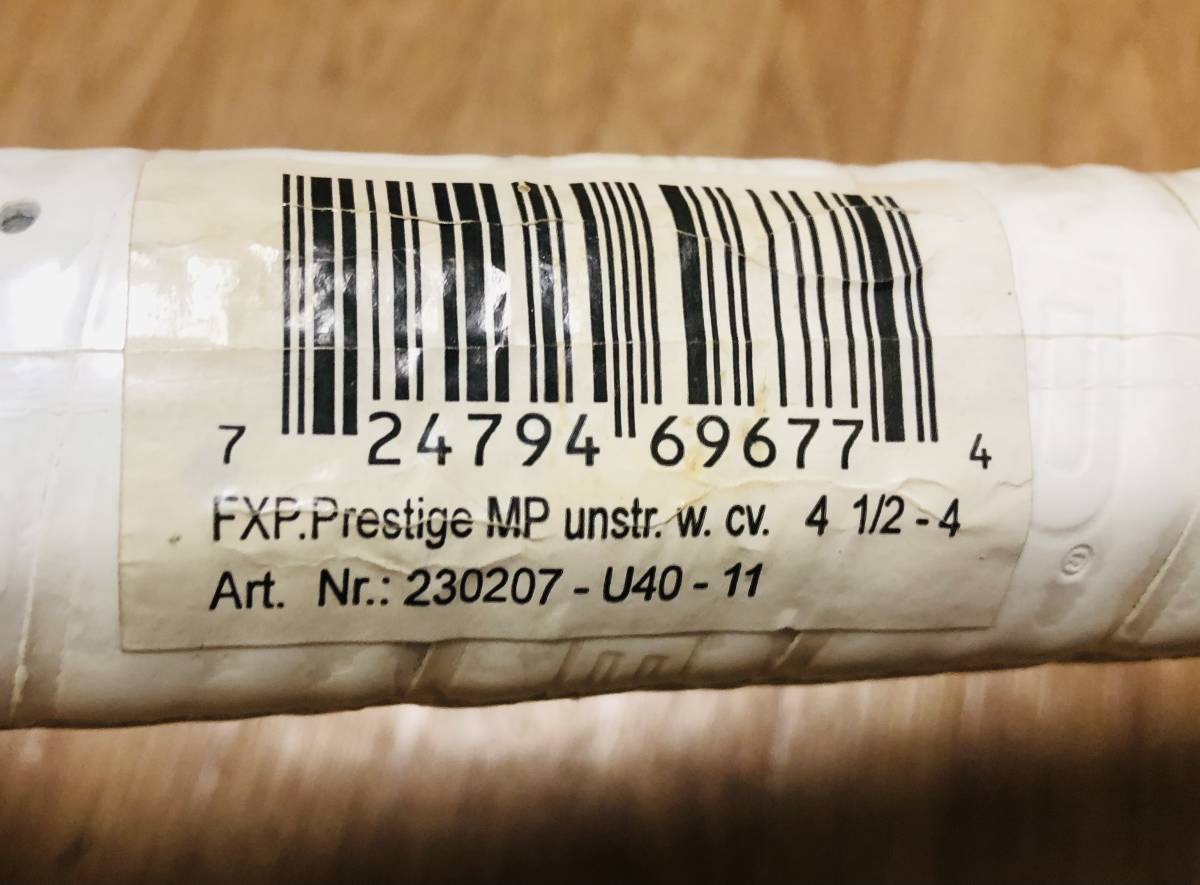 7 24794 69677 4
FXP.Prestige MP unstr. w. cv. 4 1/2 - 4
Art. Nr.: 230207 - U40 - 11
®